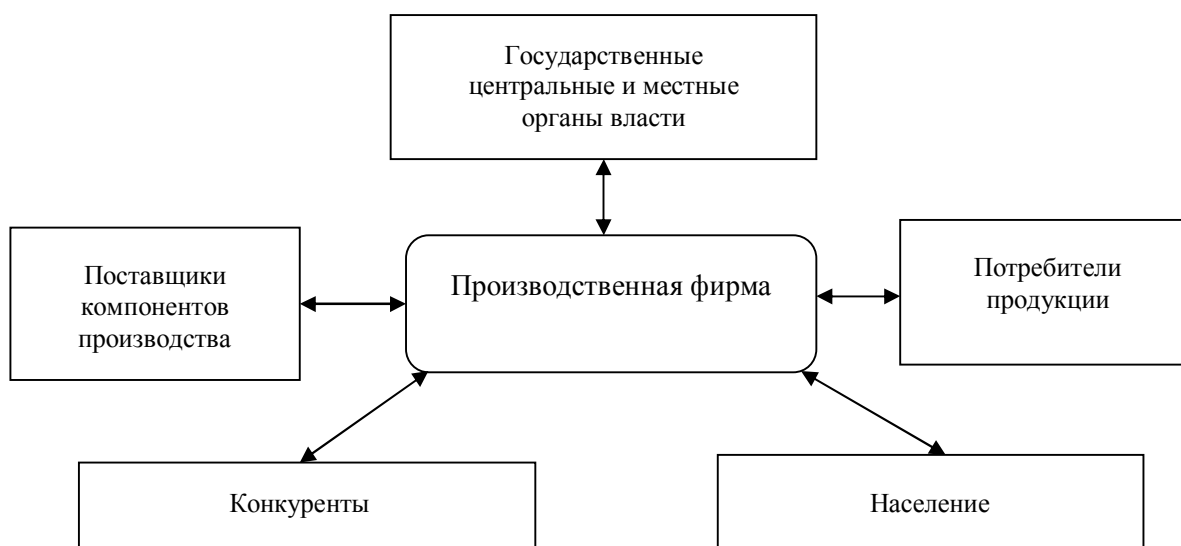 Государственные
центральные и местные
органы власти
Поставщики
компонентов
производства
Производственная фирма
Потребители
продукции
Конкуренты
Население